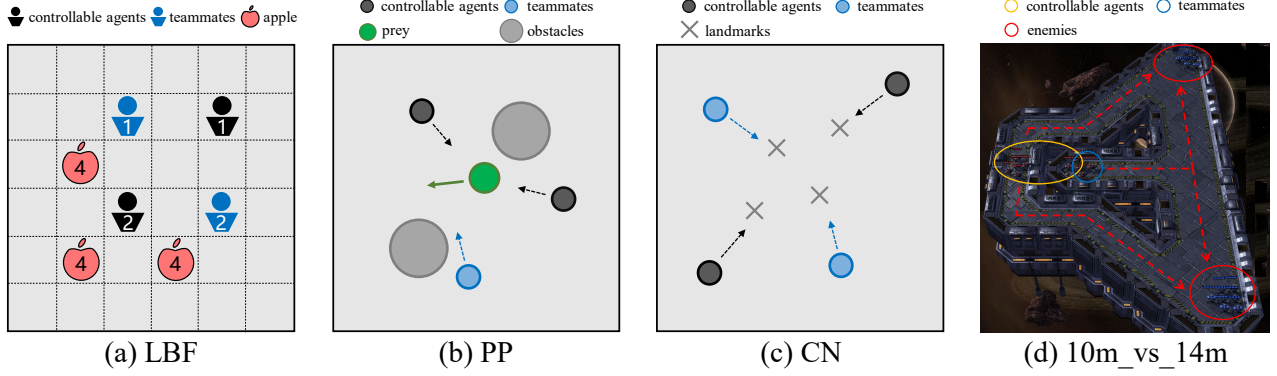 controllable agents teammates apple
1 1
4
2 2
4 4
(a) LBF
controllable agents teammates
prey obstacles
(b) PP
controllable agents teammates
landmarks
(c) CN
controllable agents teammates
enemies
(d) 10m_vs_14m